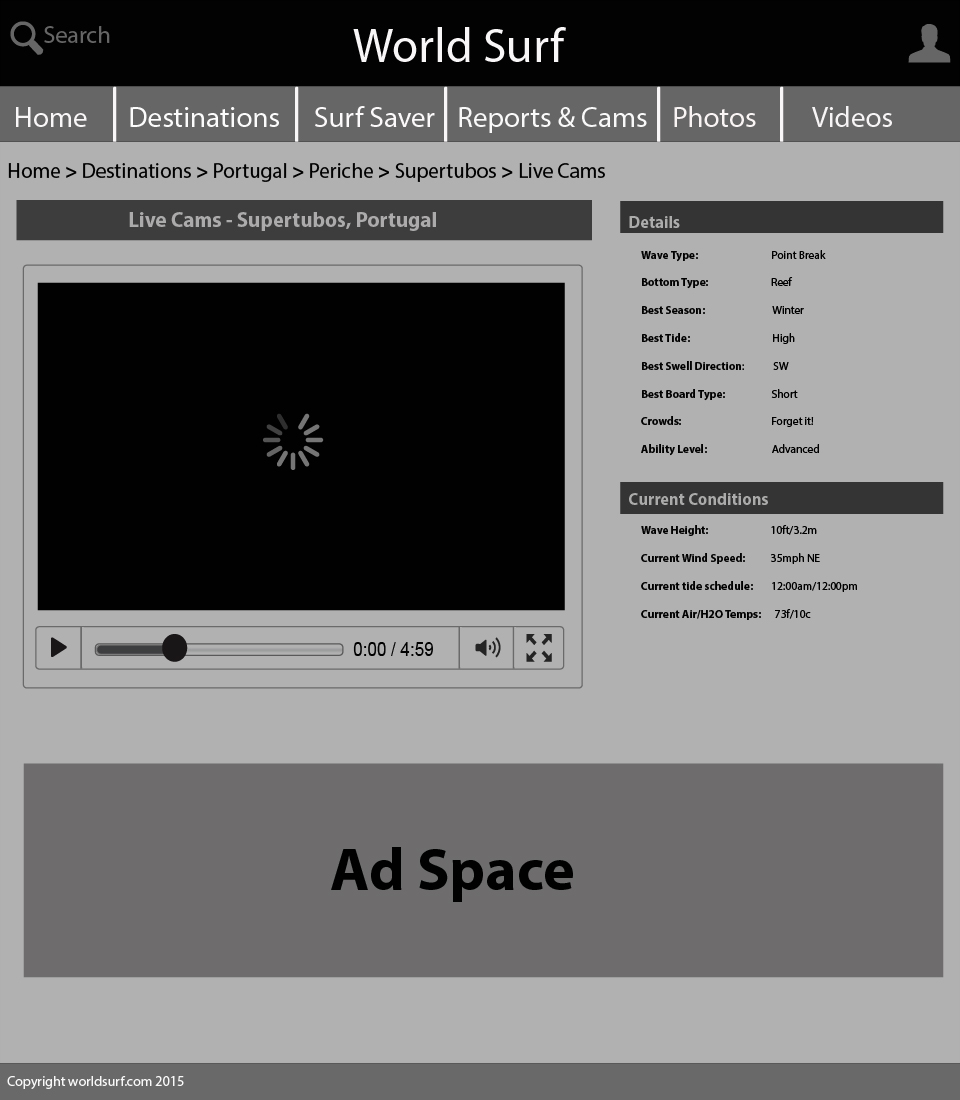 Search
World Surf
Home Destinations Surf Saver Reports & Cams Photos Videos
Home > Destinations > Portugal > Periche > Supertubos > Live Cams
Live Cams - Supertubos, Portugal
0:00 / 4:59
Details
Wave Type: Point Break
Bottom Type: Reef
Best Season: Winter
Best Tide: High
Best Swell Direction: SW
Best Board Type: Short
Crowds: Forget it!
Ability Level: Advanced
Current Conditions
Wave Height: 10ft/3.2m
Current Wind Speed: 35mph NE
Current tide schedule: 12:00am/12:00pm
Current Air/H2O Temps: 73f/10c
Ad Space
Copyright worldsurf.com 2015